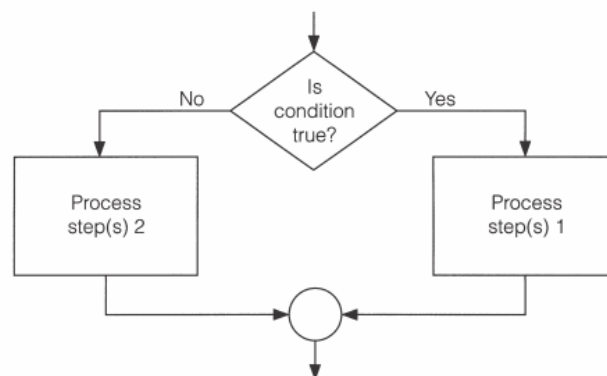 Is
condition
true?
No
Yes
Process
step(s) 2
Process
step(s) 1